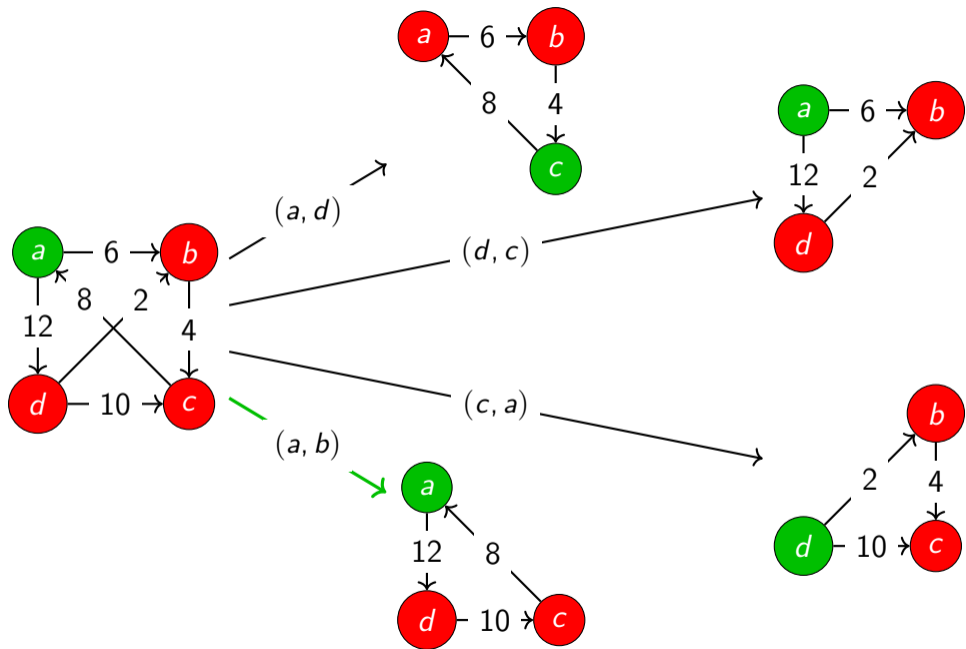 a 6 b
8 4
c
a 6 b
12 2
d
(a, d)
(d, c)
a 6 b
8 2
12 4
d 10 c
(c, a)
(a, b)
b
2 4
d 10 c
a
12 8
d 10 c